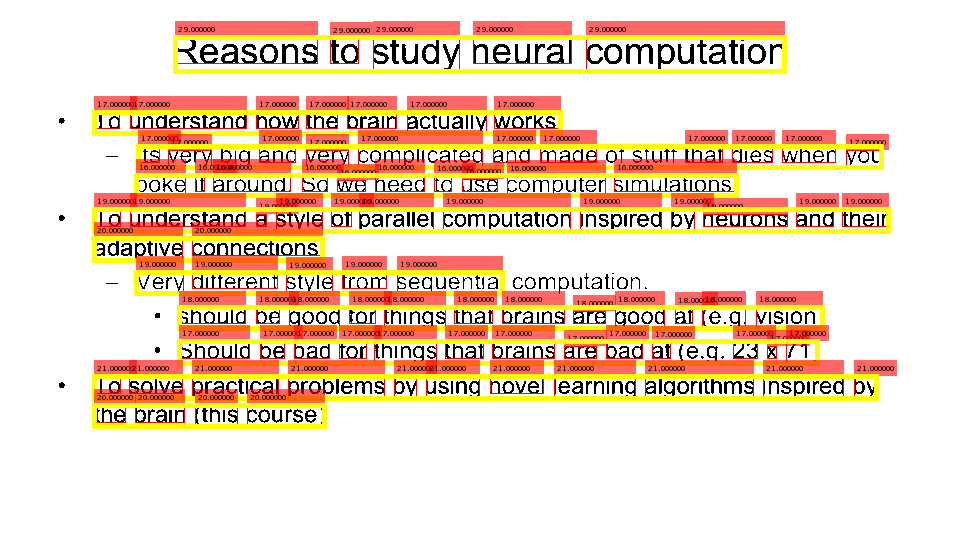 Reasons to study neural computation
• To understand how the brain actually works
– Its very big and very complicated and made of stuff that dies when you
poke it around. So we need to use computer simulations.
• To understand a style of parallel computation inspired by neurons and their
adaptive connections.
– Very different style from sequential computation.
• should be good for things that brains are good at (e.g. vision
• Should be bad for things that brains are bad at (e.g. 23 x 71
• To solve practical problems by using novel learning algorithms inspired by
the brain (this course)